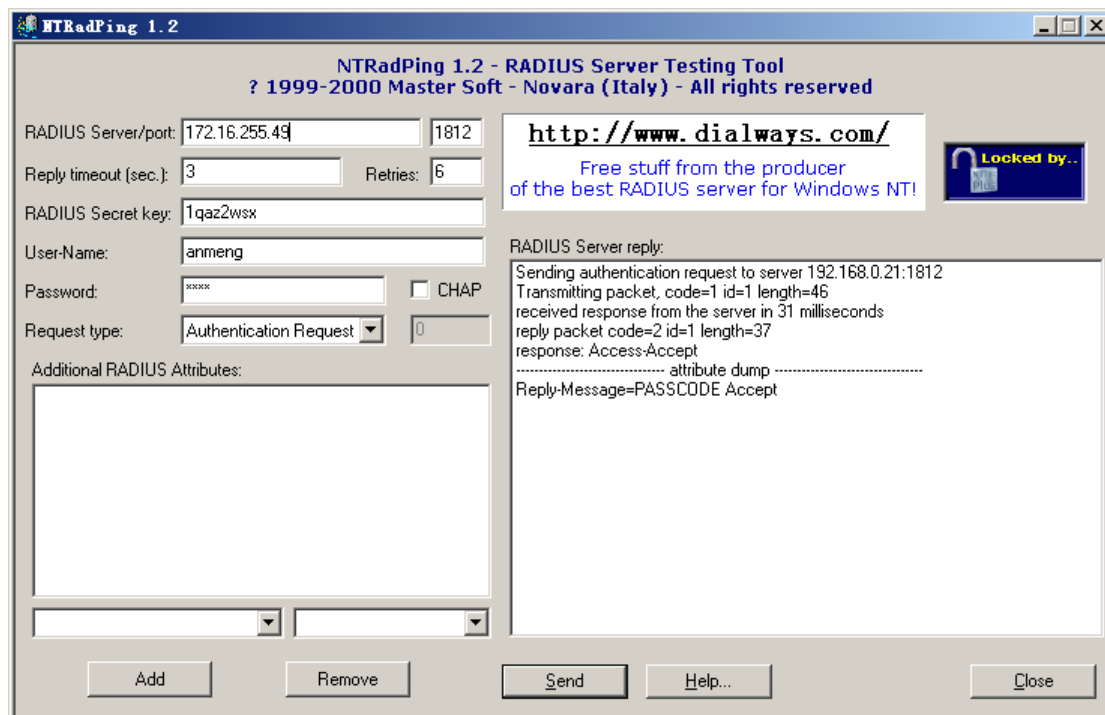 NTRadPing 1.2
NTRadPing 1.2 - RADIUS Server Testing Tool
? 1999-2000 Master Soft - Novara (Italy) - All rights reserved
RADIUS Server/port: 172.16.255.49 1812
Reply timeout (sec.): 3 Retries: 6
RADIUS Secret key: 1qaz2wsx
User-Name: anmeng
Password: **** CHAP
Request type: Authentication Request 0
Additional RADIUS Attributes:
Add Remove
http://www.dialways.com/
Free stuff from the producer
of the best RADIUS server for Windows NT!
Locked by..
RADIUS Server reply:
Sending authentication request to server 192.168.0.21:1812
Transmitting packet, code=1 id=1 length=46
received response from the server in 31 milliseconds
reply packet code=2 id=1 length=37
response: Access-Accept
-------------------------------- attribute dump --------------------------------
Reply-Message=PASSCODE Accept
Send Help... Close